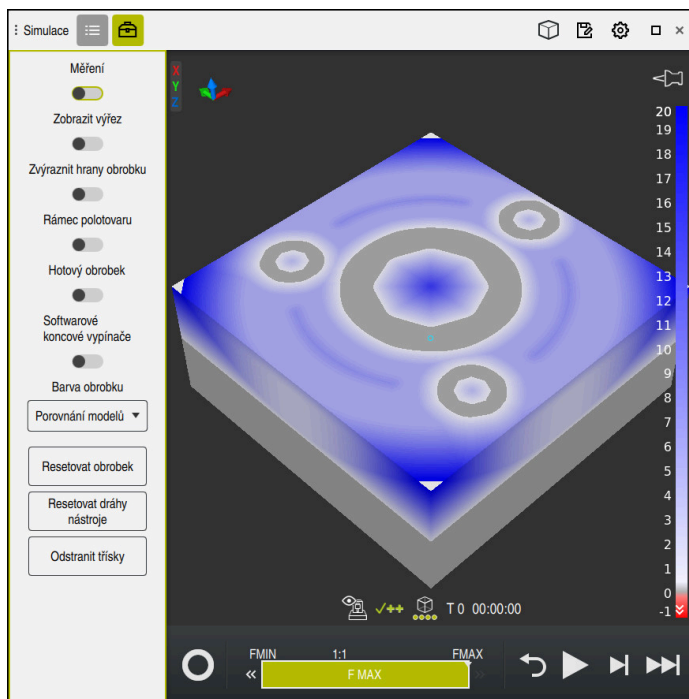 Simulace
Měření
Zobrazit výřez
Zvýraznit hrany obrobku
Rámec polotovaru
Hotový obrobek
Softwarové
koncové vypínače
Barva obrobku
Porovnání modelů
Resetovat obrobek
Resetovat dráhy
nástroje
Odstranit třísky
X
Y
Z
20
19
18
17
16
15
14
13
12
11
10
9
8
7
6
5
4
3
2
1
0
-1
T 0 00:00:00
FMIN 1:1 FMAX
F MAX